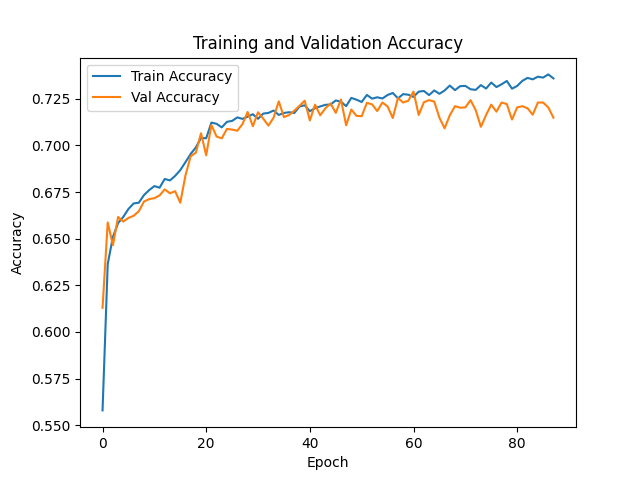 Training and Validation Accuracy
Train Accuracy
Val Accuracy
Accuracy
0.725
0.700
0.675
0.650
0.625
0.600
0.575
0.550
0 20 40 60 80
Epoch